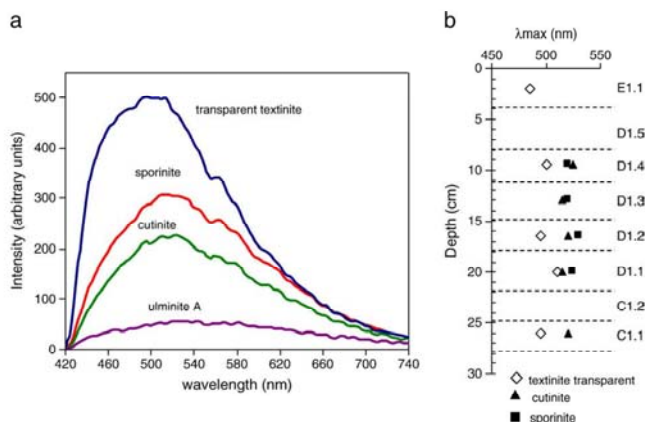 a
500
400
300
200
100
0
Intensity (arbitrary units)
transparent textinite
sporinite
cutinite
ulminite A
420 460 500 540 580 620 660 700 740
wavelength (nm)
b
λmax (nm)
450 500 550
0
5
10
15
20
25
30
Depth (cm)
E1.1
D1.5
D1.4
D1.3
D1.2
D1.1
C1.2
C1.1
textinite transparent
cutinite
sporinite